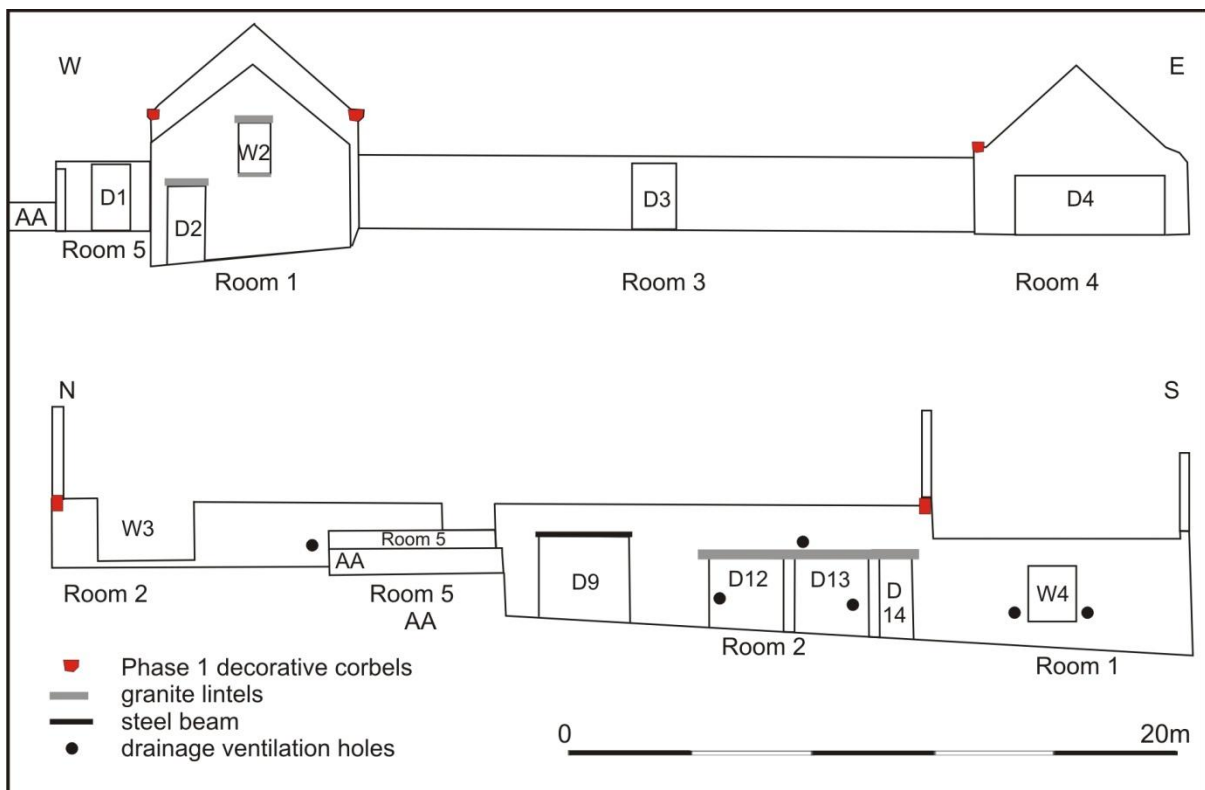 W
E
W2
D1
D2
D3
D4
AA
Room 5
Room 1
Room 3
Room 4
N
S
W3
Room 5
AA
D9
D12
D13
D
14
W4
Room 2
Room 5
AA
Room 2
Room 1
Phase 1 decorative corbels
granite lintels
steel beam
drainage ventilation holes
0
20m